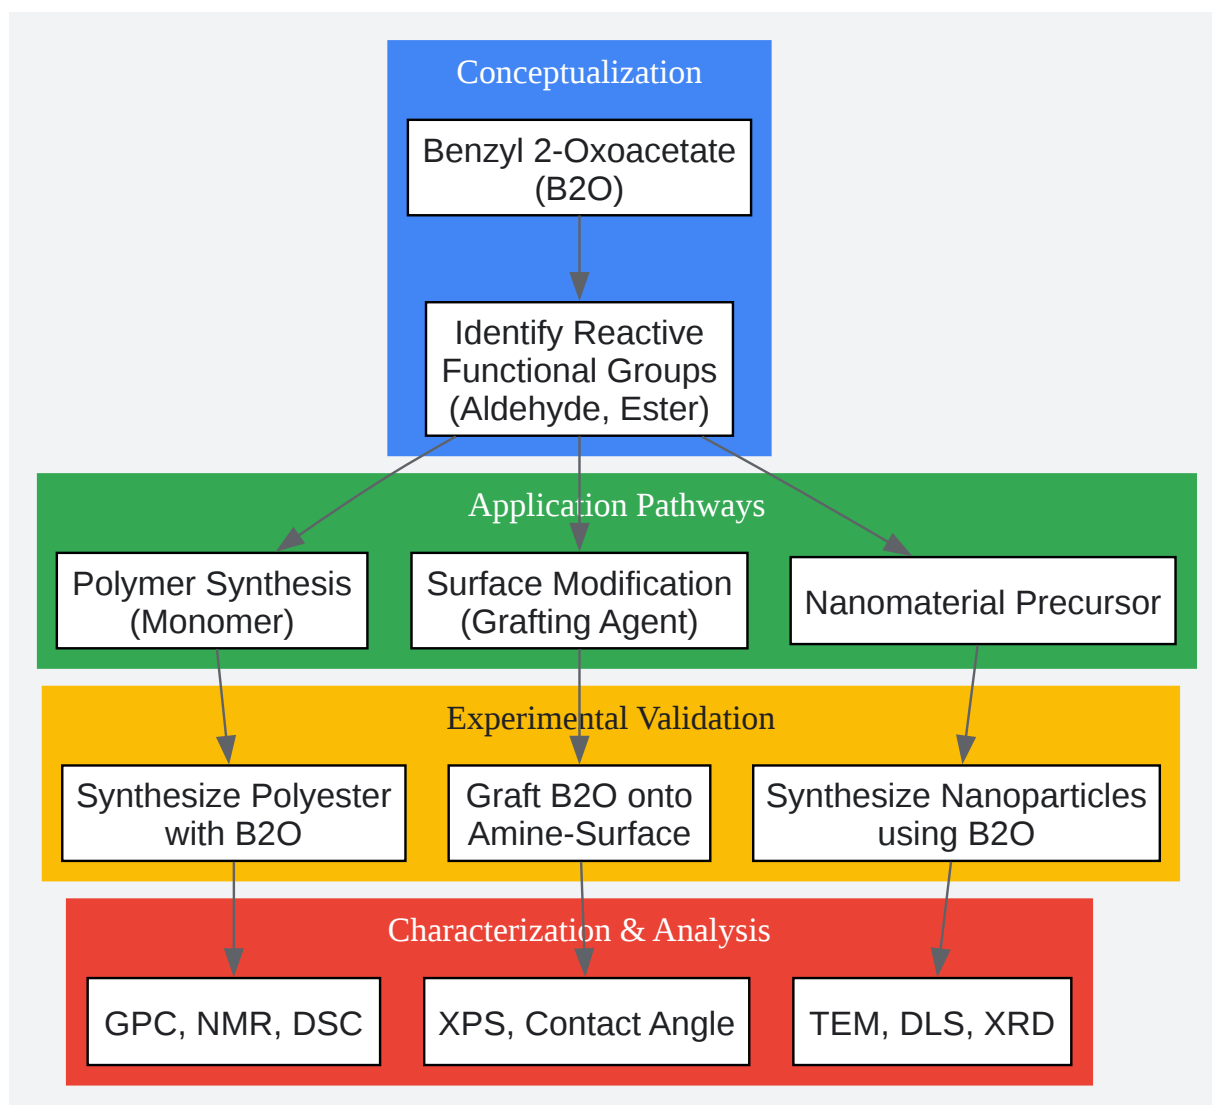 Conceptualization
Benzyl 2-Oxoacetate
(B2O)
Identify Reactive
Functional Groups
(Aldehyde, Ester)
Application Pathways
Polymer Synthesis
(Monomer)
Surface Modification
(Grafting Agent)
Nanomaterial Precursor
Experimental Validation
Synthesize Polyester
with B2O
Graft B2O onto
Amine-Surface
Synthesize Nanoparticles
using B2O
Characterization & Analysis
GPC, NMR, DSC
XPS, Contact Angle
TEM, DLS, XRD